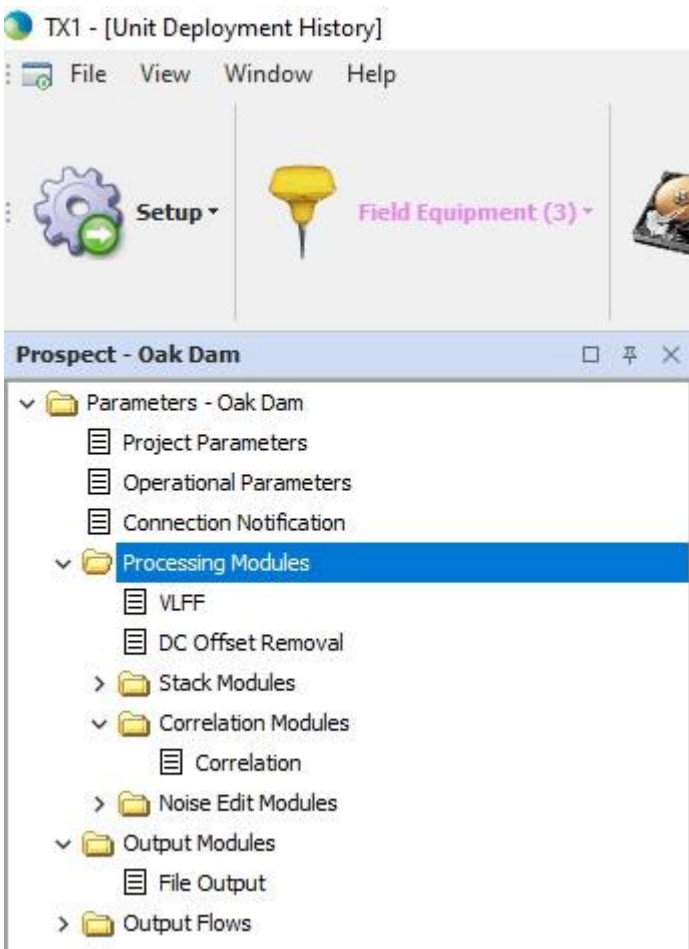 TX1 - [Unit Deployment History]
File View Window Help
Setup Field Equipment (3)
Prospect - Oak Dam
Parameters - Oak Dam
Project Parameters
Operational Parameters
Connection Notification
Processing Modules
VLFF
DC Offset Removal
Stack Modules
Correlation Modules
Correlation
Noise Edit Modules
Output Modules
File Output
Output Flows